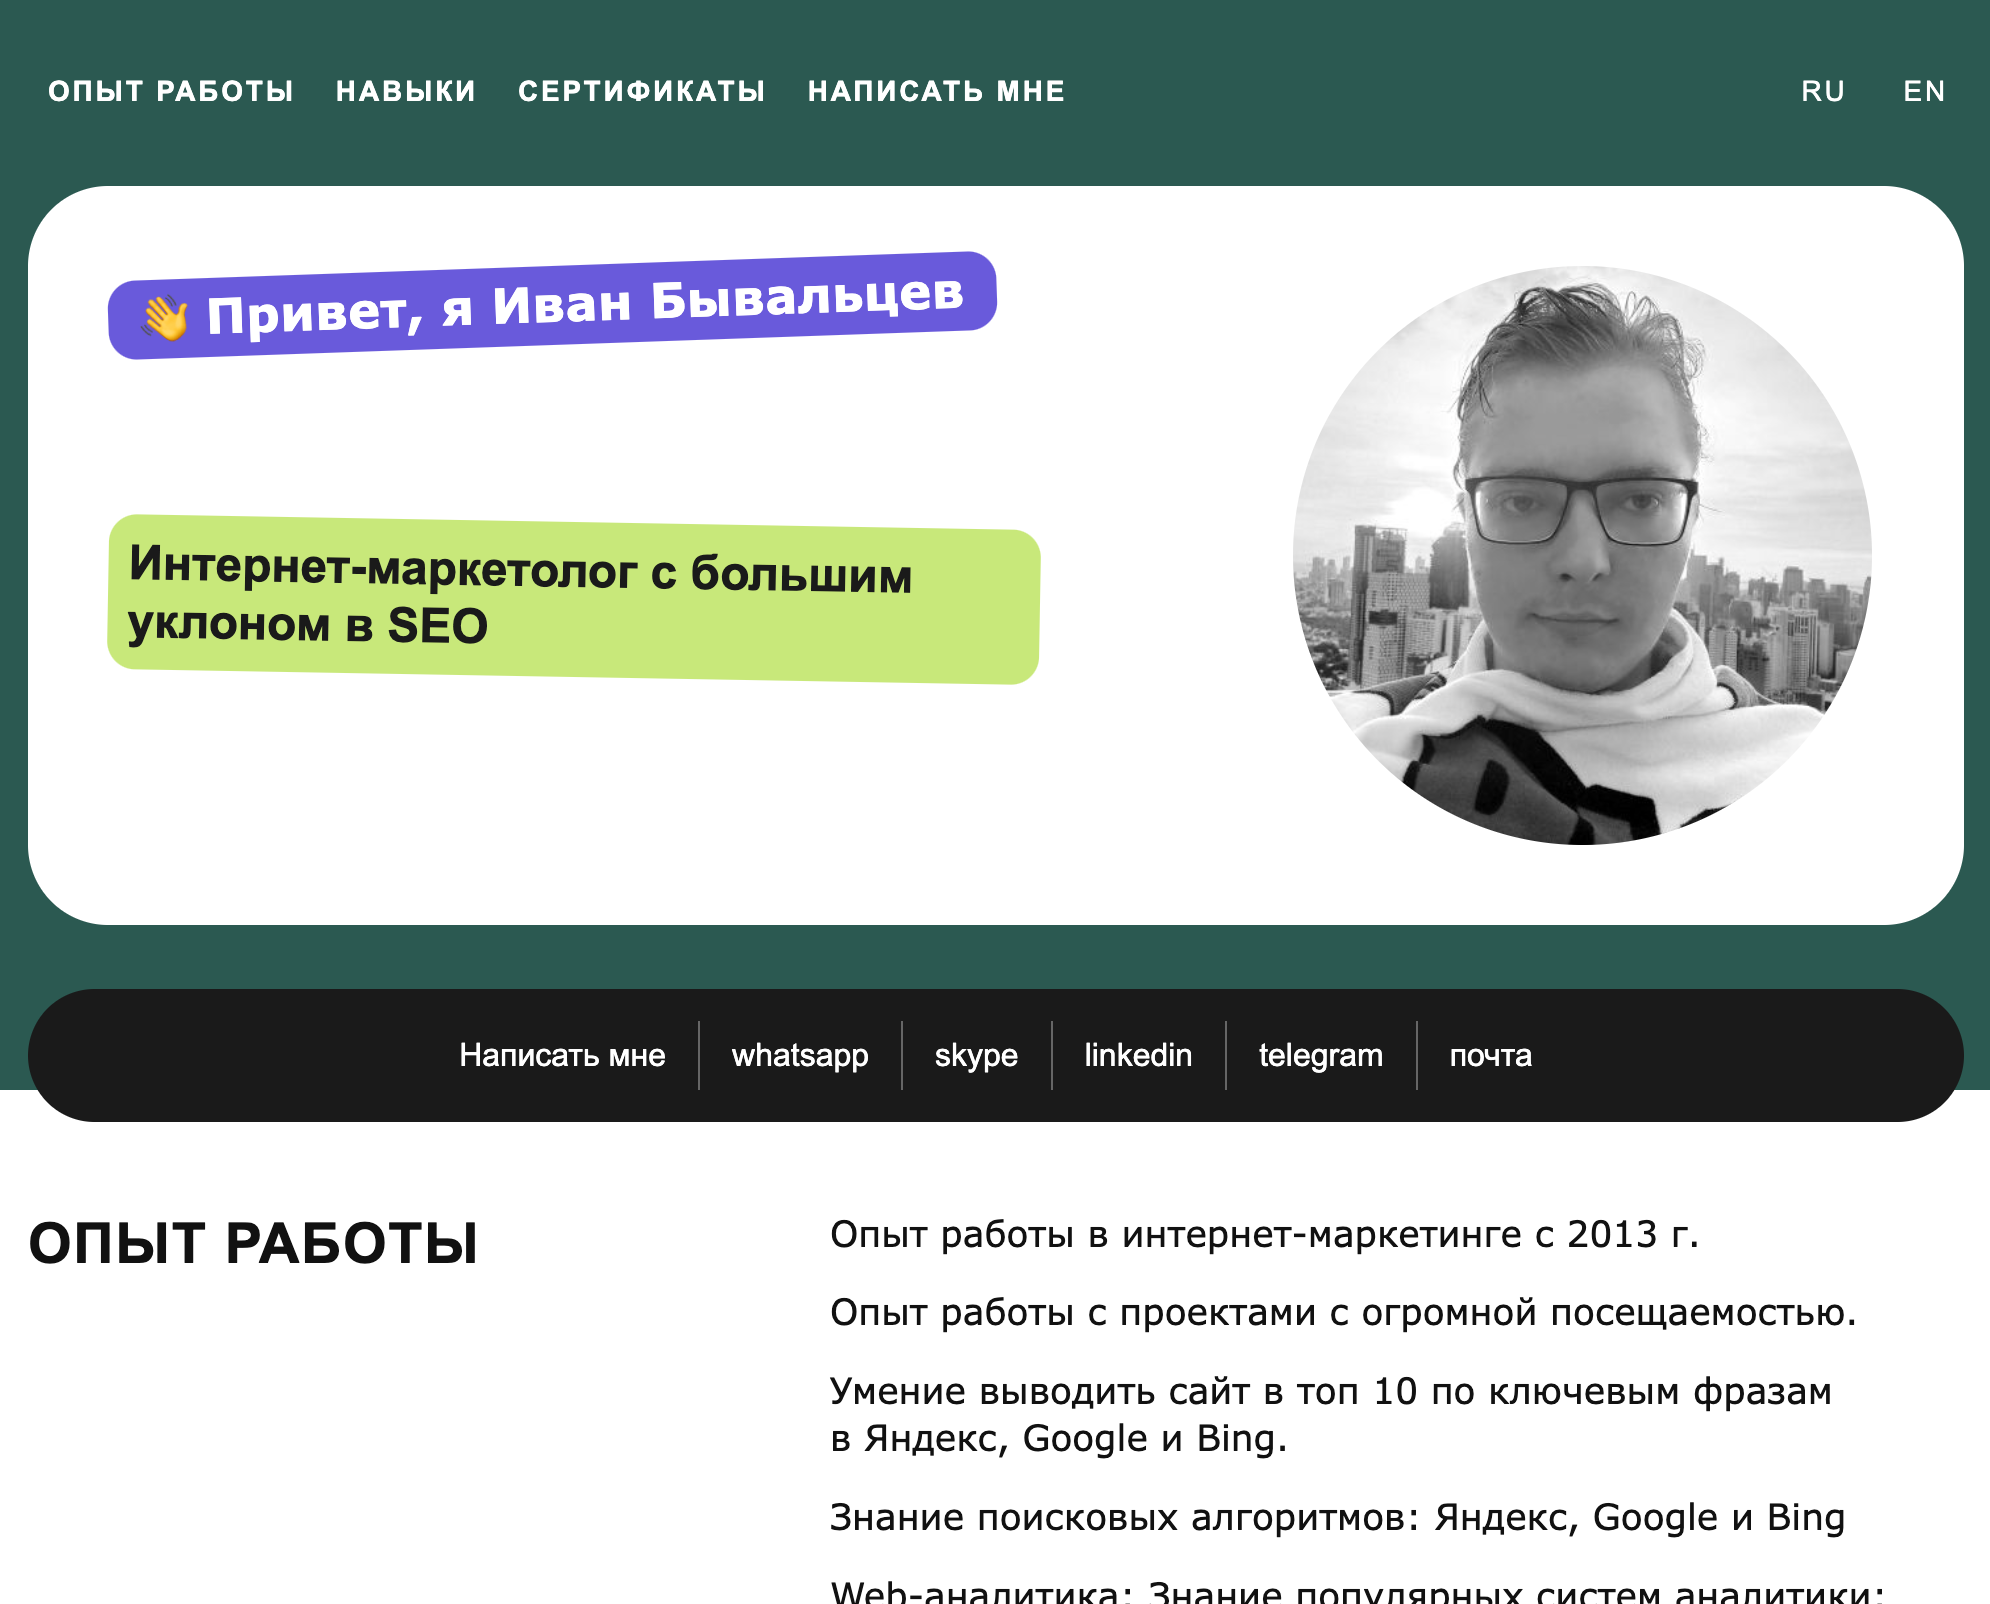 ОПЫТ РАБОТЫ НАВЫКИ СЕРТИФИКАТЫ НАПИСАТЬ МНЕ RU EN
👋 Привет, я Иван Бывальцев
Интернет-маркетолог с большим
уклоном в SEO
Написать мне whatsapp skype linkedin telegram почта
ОПЫТ РАБОТЫ
Опыт работы в интернет-маркетинге с 2013 г.
Опыт работы с проектами с огромной посещаемостью.
Умение выводить сайт в топ 10 по ключевым фразам
в Яндекс, Google и Bing.
Знание поисковых алгоритмов: Яндекс, Google и Bing
Web-аналитика: Знание популярных систем аналитики: